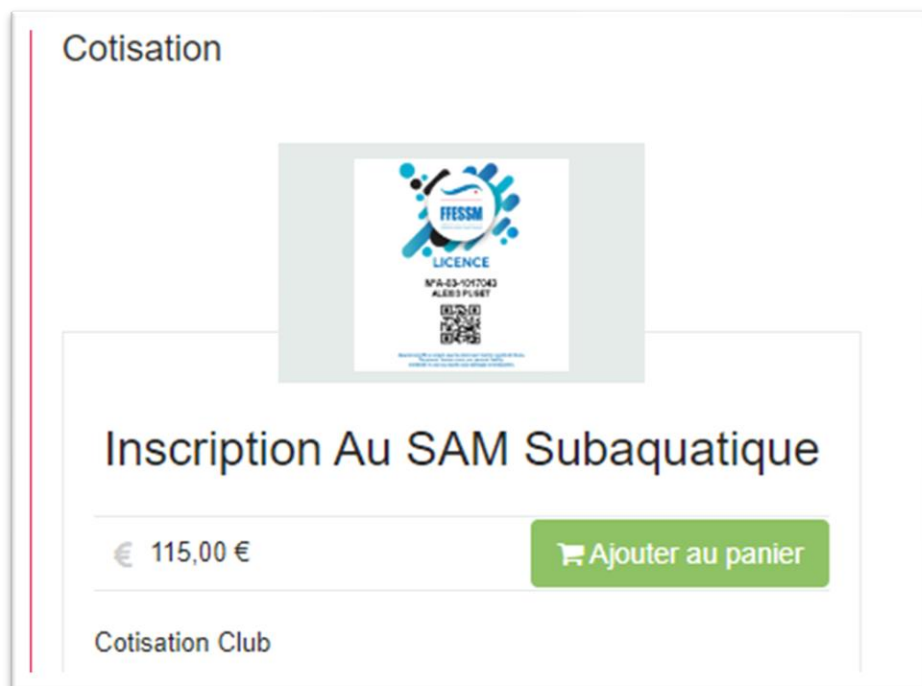 Cotisation
FFESSM
LICENCE
N°A-03-1017043
Inscription Au SAM Subaquatique
€ 115,00 €
Ajouter au panier
Cotisation Club